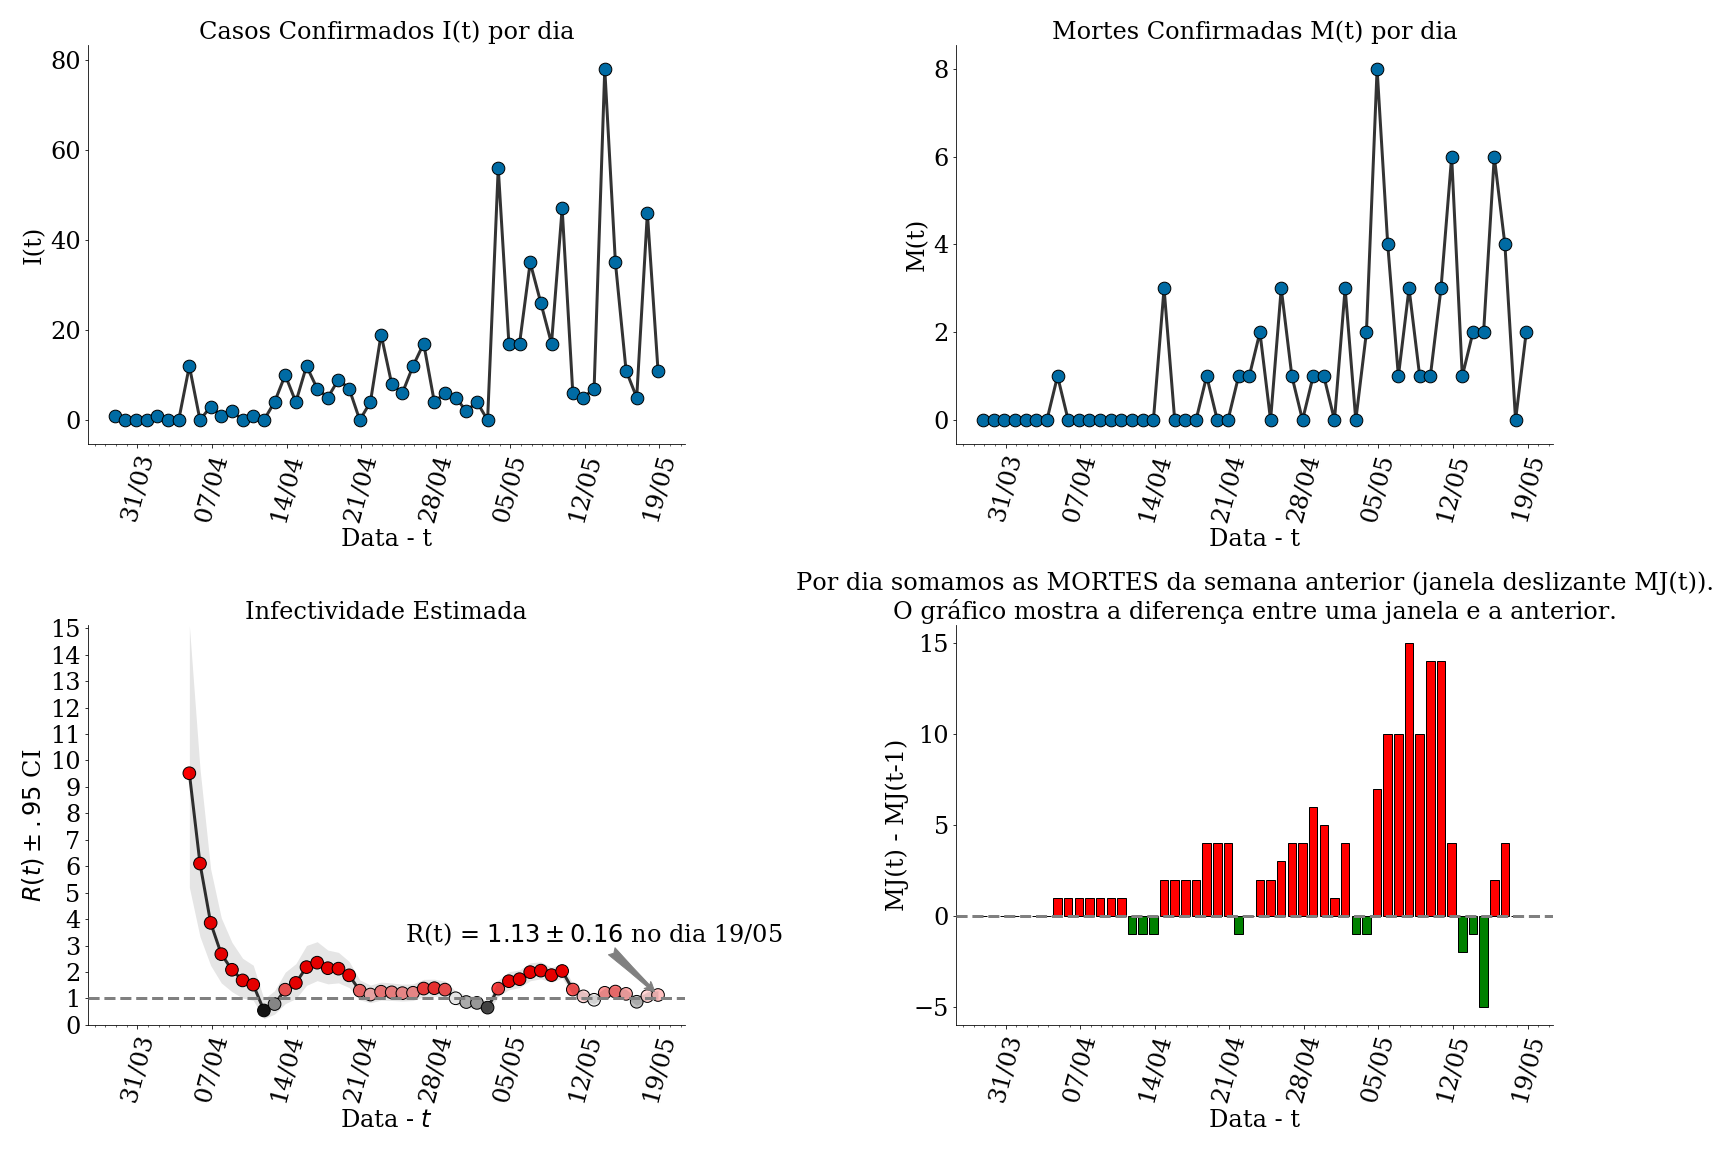 Casos Confirmados I(t) por dia
I(t)
80
60
40
20
0
31/03 07/04 14/04 21/04 28/04 05/05 12/05 19/05
Data - t
Mortes Confirmadas M(t) por dia
M(t)
8
6
4
2
0
31/03 07/04 14/04 21/04 28/04 05/05 12/05 19/05
Data - t
Infectividade Estimada
R(t) ± .95 CI
15
14
13
12
11
10
9
8
7
6
5
4
3
2
1
0
R(t) = 1.13 ± 0.16 no dia 19/05
31/03 07/04 14/04 21/04 28/04 05/05 12/05 19/05
Data - t
Por dia somamos as MORTES da semana anterior (janela deslizante MJ(t)).
O gráfico mostra a diferença entre uma janela e a anterior.
MJ(t) - MJ(t-1)
15
10
5
0
−5
31/03 07/04 14/04 21/04 28/04 05/05 12/05 19/05
Data - t